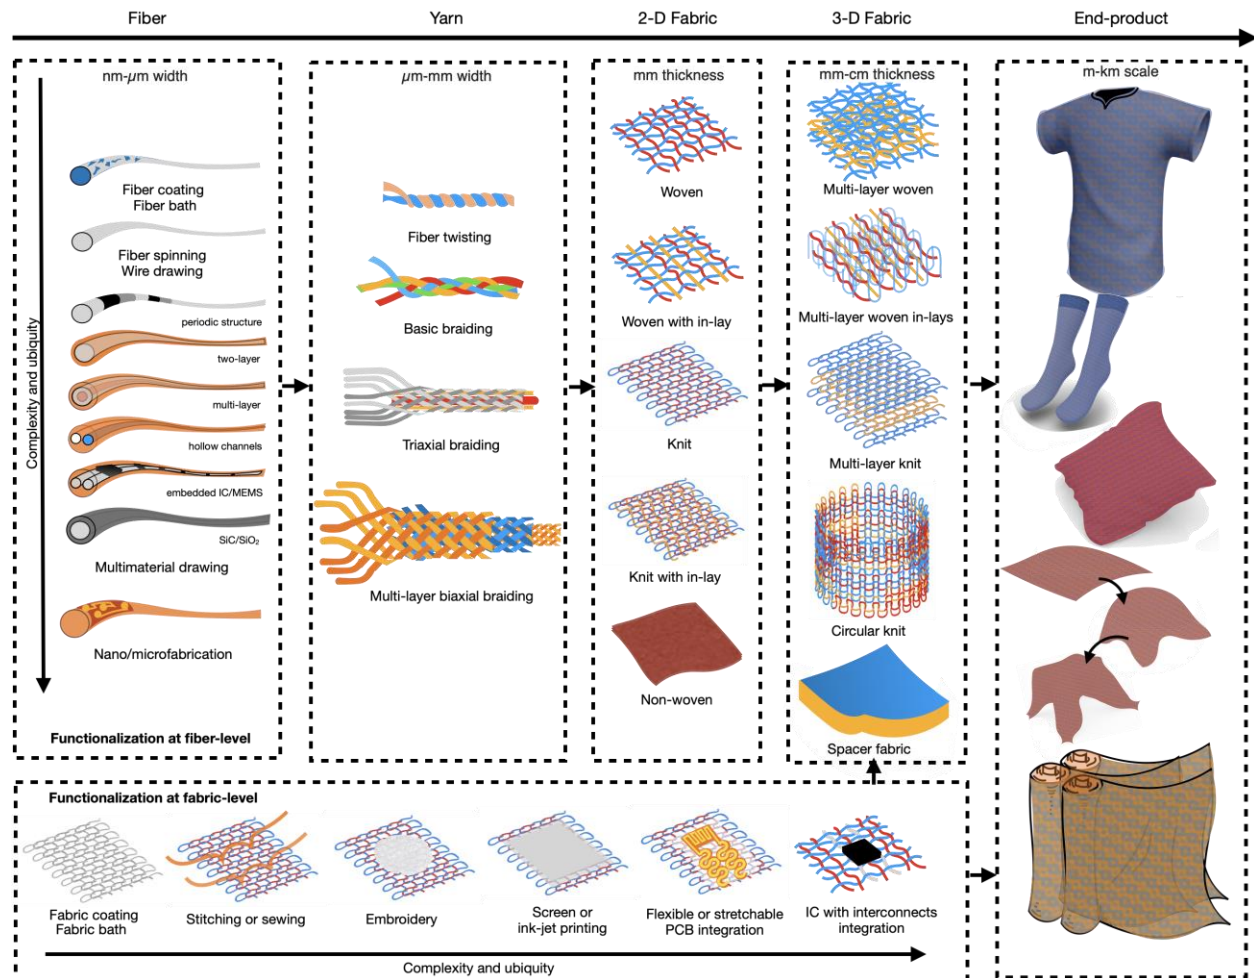 Fiber
Yarn
2-D Fabric
3-D Fabric
End-product
nm-µm width
Complexity and ubiquity
Fiber coating
Fiber bath
Fiber spinning
Wire drawing
periodic structure
two-layer
multi-layer
hollow channels
embedded IC/MEMS
SiC/SiO₂
Multimaterial drawing
Nano/microfabrication
Functionalization at fiber-level
µm-mm width
Fiber twisting
Basic braiding
Triaxial braiding
Multi-layer biaxial braiding
mm thickness
Woven
Woven with in-lay
Knit
Knit with in-lay
Non-woven
mm-cm thickness
Multi-layer woven
Multi-layer woven in-lays
Multi-layer knit
Circular knit
Spacer fabric
m-km scale
Functionalization at fabric-level
Fabric coating
Fabric bath
Stitching or sewing
Embroidery
Screen or
ink-jet printing
Flexible or stretchable
PCB integration
IC with interconnects
integration
Complexity and ubiquity